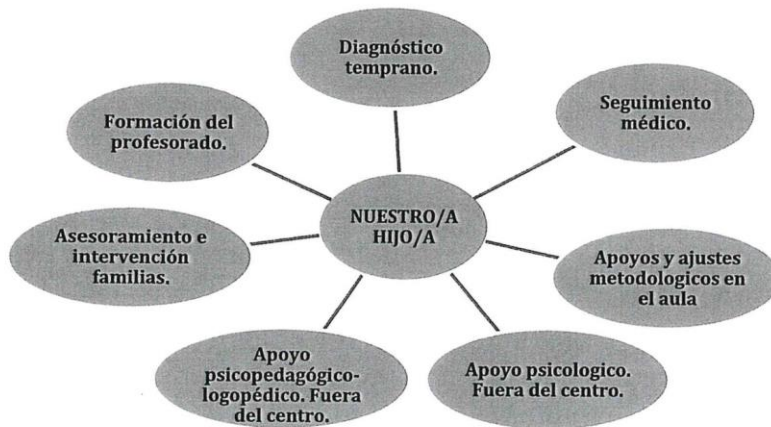 Diagnóstico
temprano.
Seguimiento
médico.
Formación del
profesorado.
NUESTRO/A
HIJO/A
Asesoramiento e
intervención
familias.
Apoyos y ajustes
metodologicos en
el aula
Apoyo
psicopedagógico-
logopédico. Fuera
del centro.
Apoyo psicologico.
Fuera del centro.